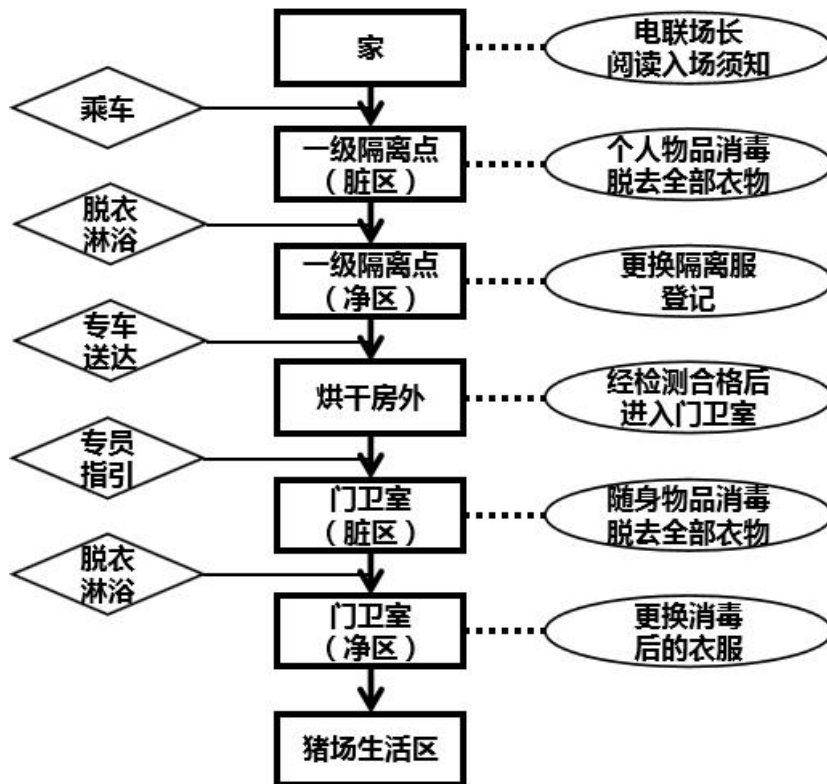 家
电联场长
阅读入场须知
乘车
一级隔离点
（脏区）
个人物品消毒
脱去全部衣物
脱衣
淋浴
一级隔离点
（净区）
更换隔离服
登记
专车
送达
烘干房外
经检测合格后
进入门卫室
专员
指引
门卫室
（脏区）
随身物品消毒
脱去全部衣物
脱衣
淋浴
门卫室
（净区）
更换消毒
后的衣服
猪场生活区